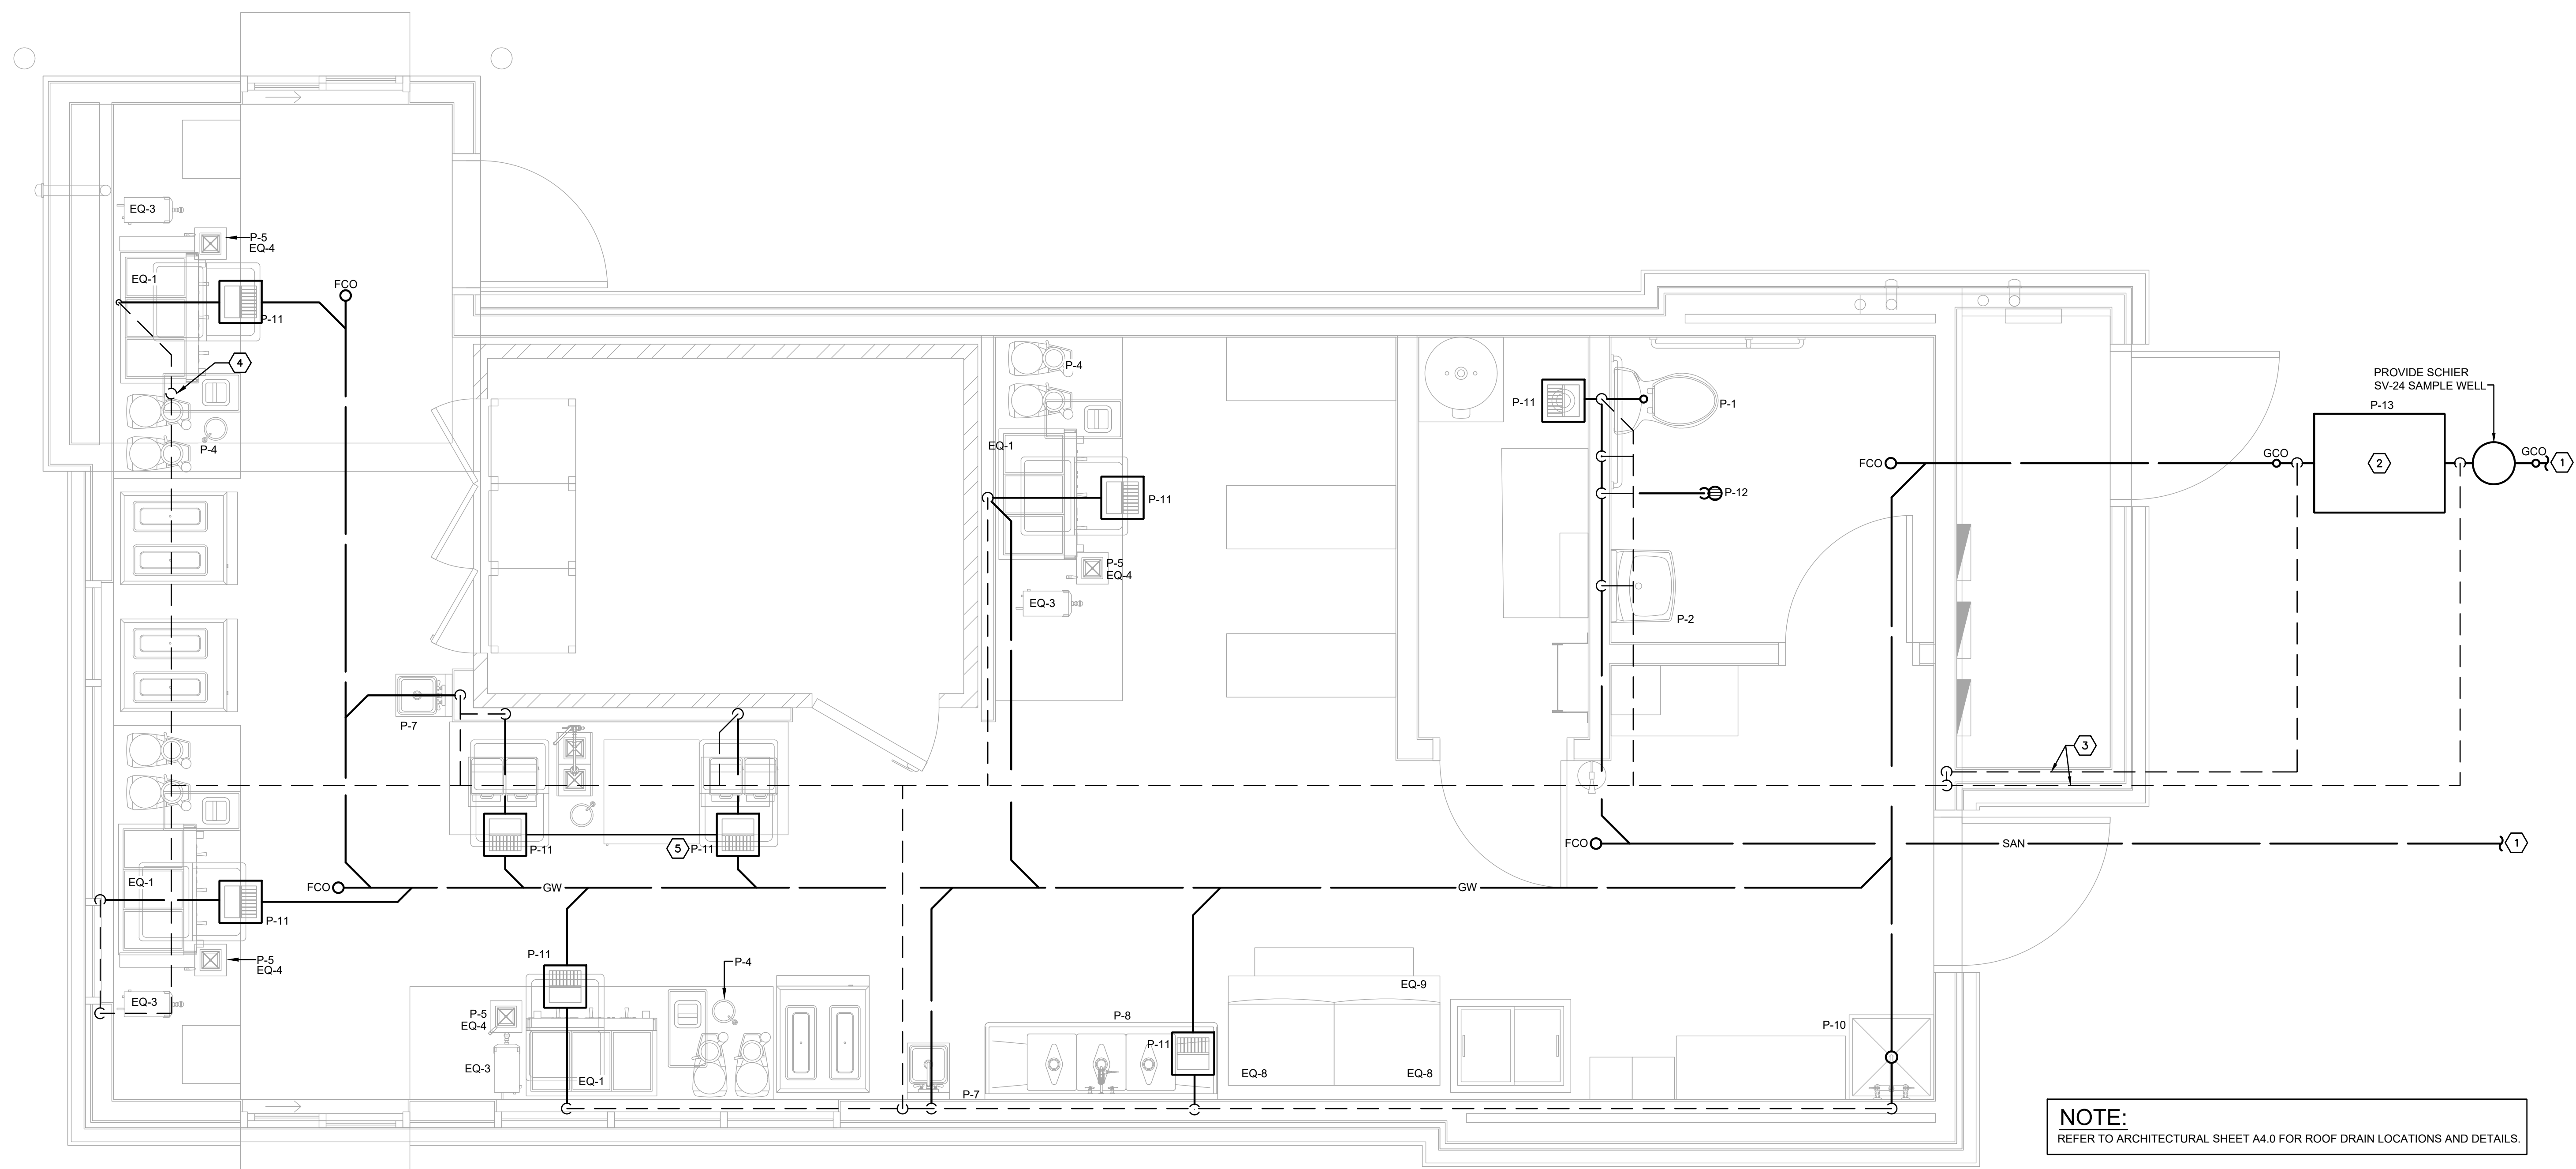 EQ-3
P-5
EQ-4
EQ-1
FCO
P-11
4
P-4
P-4
EQ-1
P-11
P-5
EQ-4
EQ-3
P-11
P-1
P-12
P-2
FCO
PROVIDE SCHIER
SV-24 SAMPLE WELL
P-13
GCO
2
GCO
1
P-7
3
P-11
5
P-11
FCO
SAN
1
EQ-1
FCO
GW
GW
P-11
P-5
EQ-4
EQ-3
P-11
P-4
P-5
EQ-4
EQ-3
EQ-1
P-7
P-8
P-11
EQ-9
EQ-8
EQ-8
P-10
NOTE:
REFER TO ARCHITECTURAL SHEET A4.0 FOR ROOF DRAIN LOCATIONS AND DETAILS.